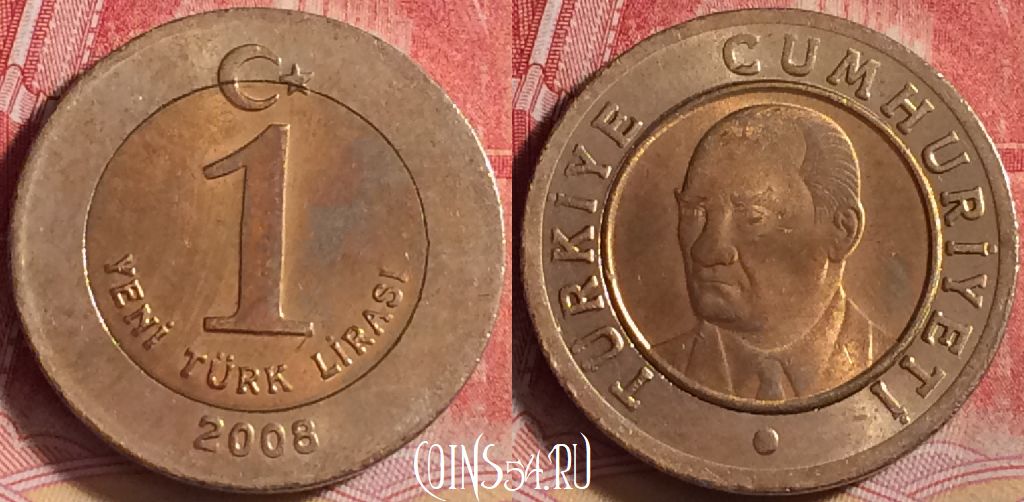 1
YENİ TÜRK LİRASI
2008
TÜRKİYE CUMHURİYETİ
COINS54.RU